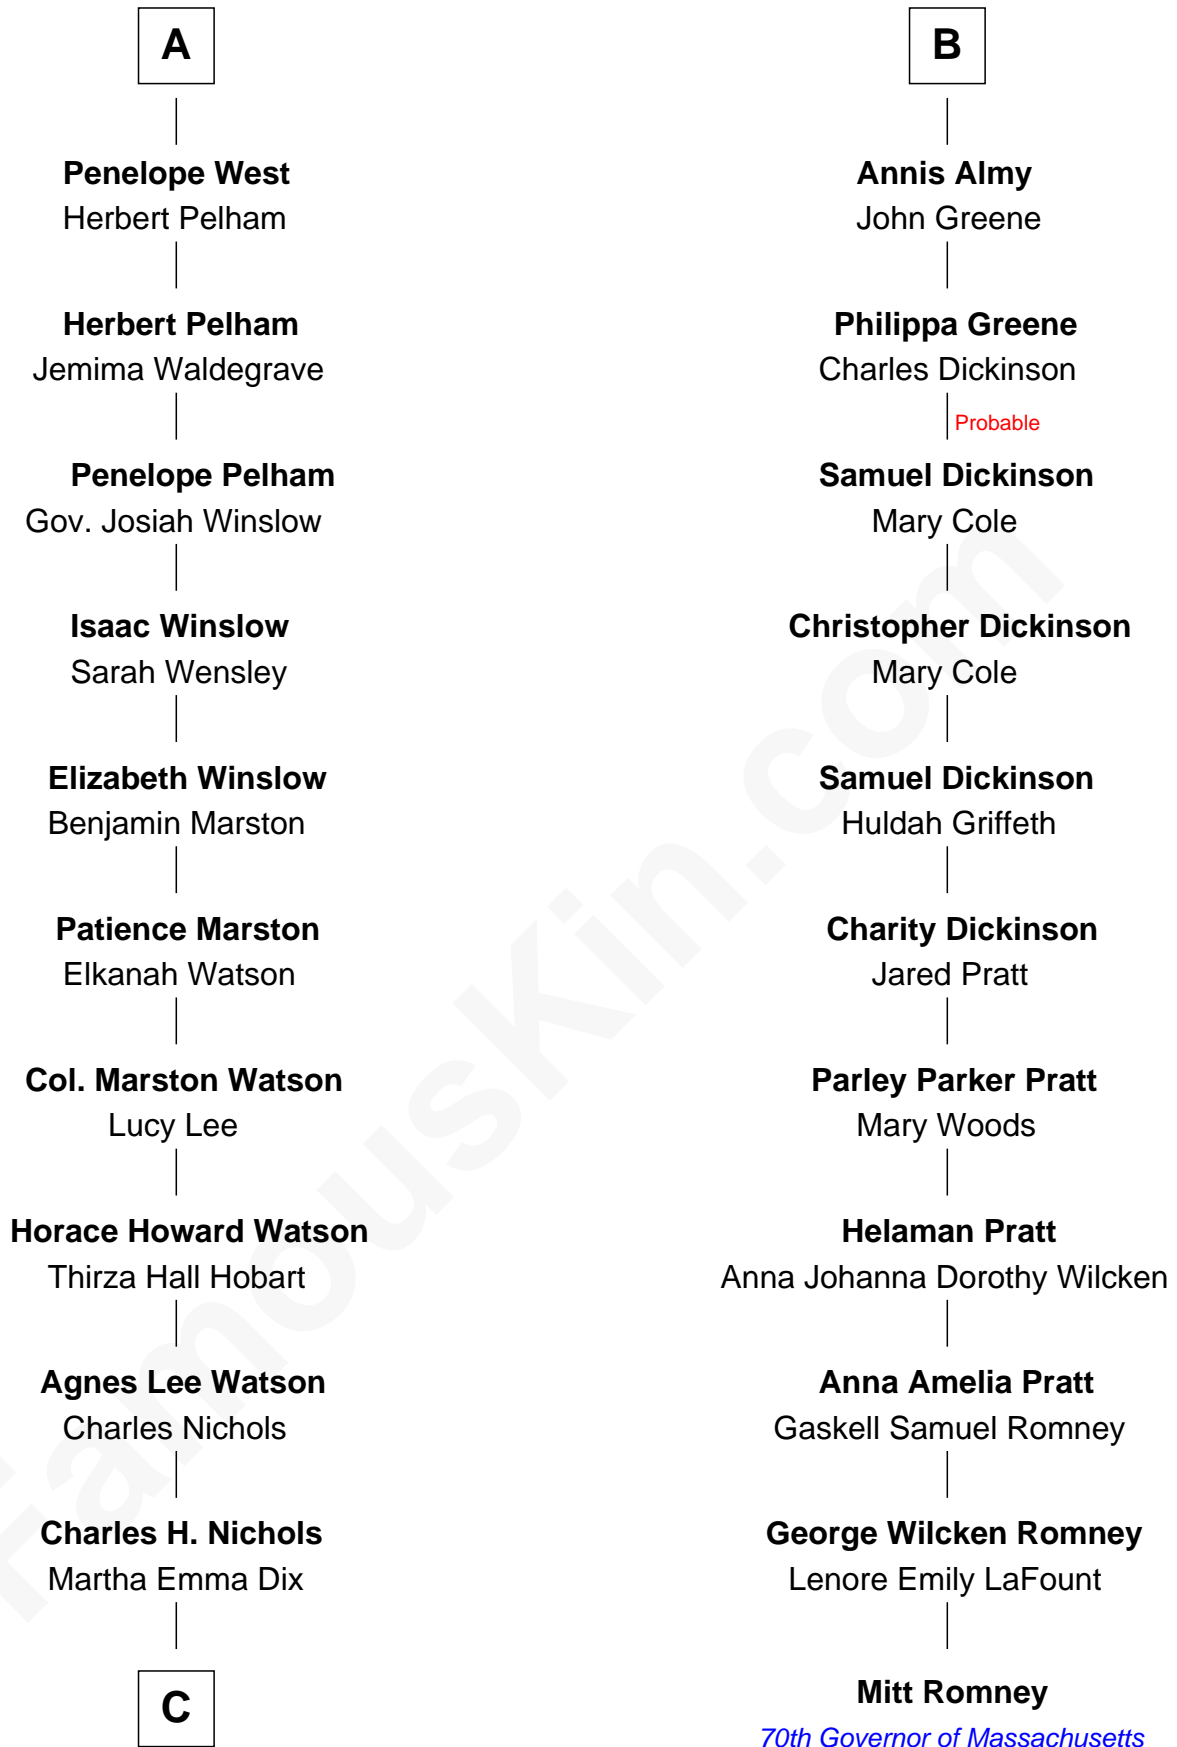 A
Penelope West
Herbert Pelham
Herbert Pelham
Jemima Waldegrave
Penelope Pelham
Gov. Josiah Winslow
Isaac Winslow
Sarah Wensley
Elizabeth Winslow
Benjamin Marston
Patience Marston
Elkanah Watson
Col. Marston Watson
Lucy Lee
Horace Howard Watson
Thirza Hall Hobart
Agnes Lee Watson
Charles Nichols
Charles H. Nichols
Martha Emma Dix
C
B
Annis Almy
John Greene
Philippa Greene
Charles Dickinson
Probable
Samuel Dickinson
Mary Cole
Christopher Dickinson
Mary Cole
Samuel Dickinson
Huldah Griffeth
Charity Dickinson
Jared Pratt
Parley Parker Pratt
Mary Woods
Helaman Pratt
Anna Johanna Dorothy Wilcken
Anna Amelia Pratt
Gaskell Samuel Romney
George Wilcken Romney
Lenore Emily LaFount
Mitt Romney
70th Governor of Massachusetts
FamousKin.com